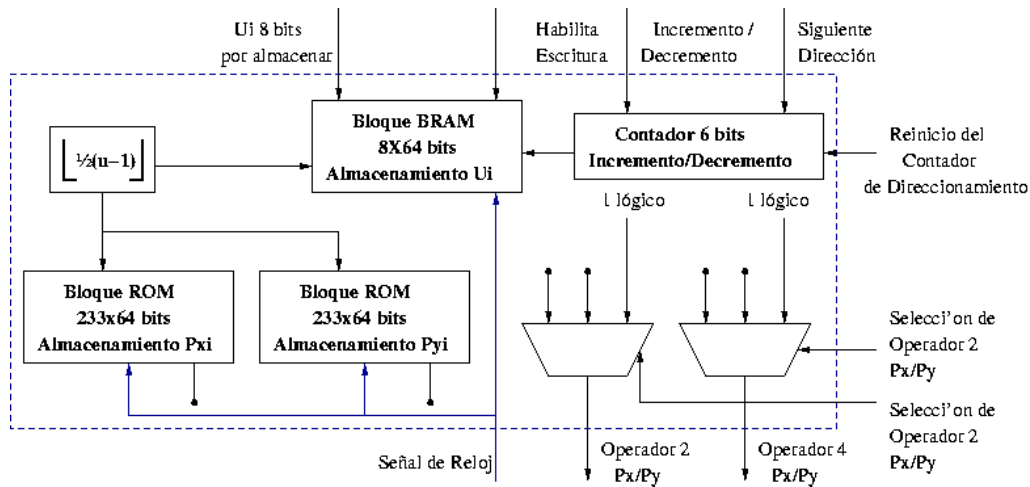 Ui 8 bits
por almacenar
Habilita
Escritura
Incremento /
Decremento
Siguiente
Dirección
Bloque BRAM
8X64 bits
Almacenamiento Ui
Contador 6 bits
Incremento/Decremento
⌊½(u−1)⌋
Reinicio del
Contador
de Direccionamiento
1 lógico
1 lógico
Bloque ROM
233x64 bits
Almacenamiento Pxi
Bloque ROM
233x64 bits
Almacenamiento Pyi
Selecci'on de
Operador 2
Px/Py
Selecci'on de
Operador 2
Px/Py
Señal de Reloj
Operador 2
Px/Py
Operador 4
Px/Py